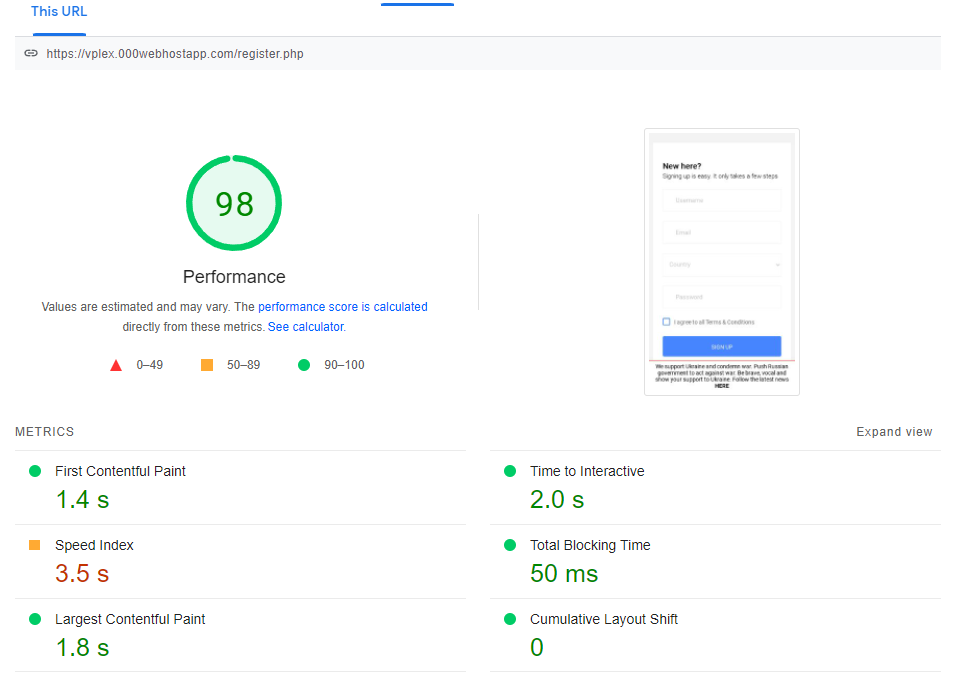 This URL
https://vplex.000webhostapp.com/register.php
98
Performance
Values are estimated and may vary. The performance score is calculated
directly from these metrics. See calculator.
0–49
50–89
90–100
New here?
Signing up is easy. It only takes a few steps
Username
Email
Country
Password
I agree to all Terms & Conditions
SIGN UP
We support Ukraine and condemn war. Push Russian
government to act against war. Be brave, vocal and
show your support to Ukraine. Follow the latest news
HERE
METRICS
Expand view
First Contentful Paint
1.4 s
Time to Interactive
2.0 s
Speed Index
3.5 s
Total Blocking Time
50 ms
Largest Contentful Paint
1.8 s
Cumulative Layout Shift
0